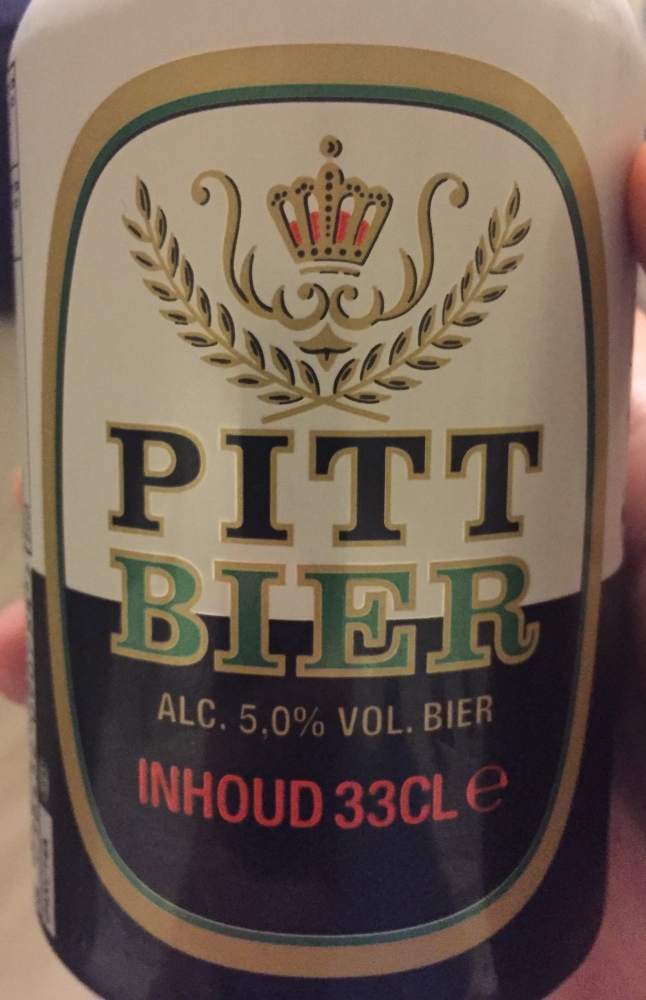 PITT
BIER
ALC. 5,0% VOL. BIER
INHOUD 33CL ℮